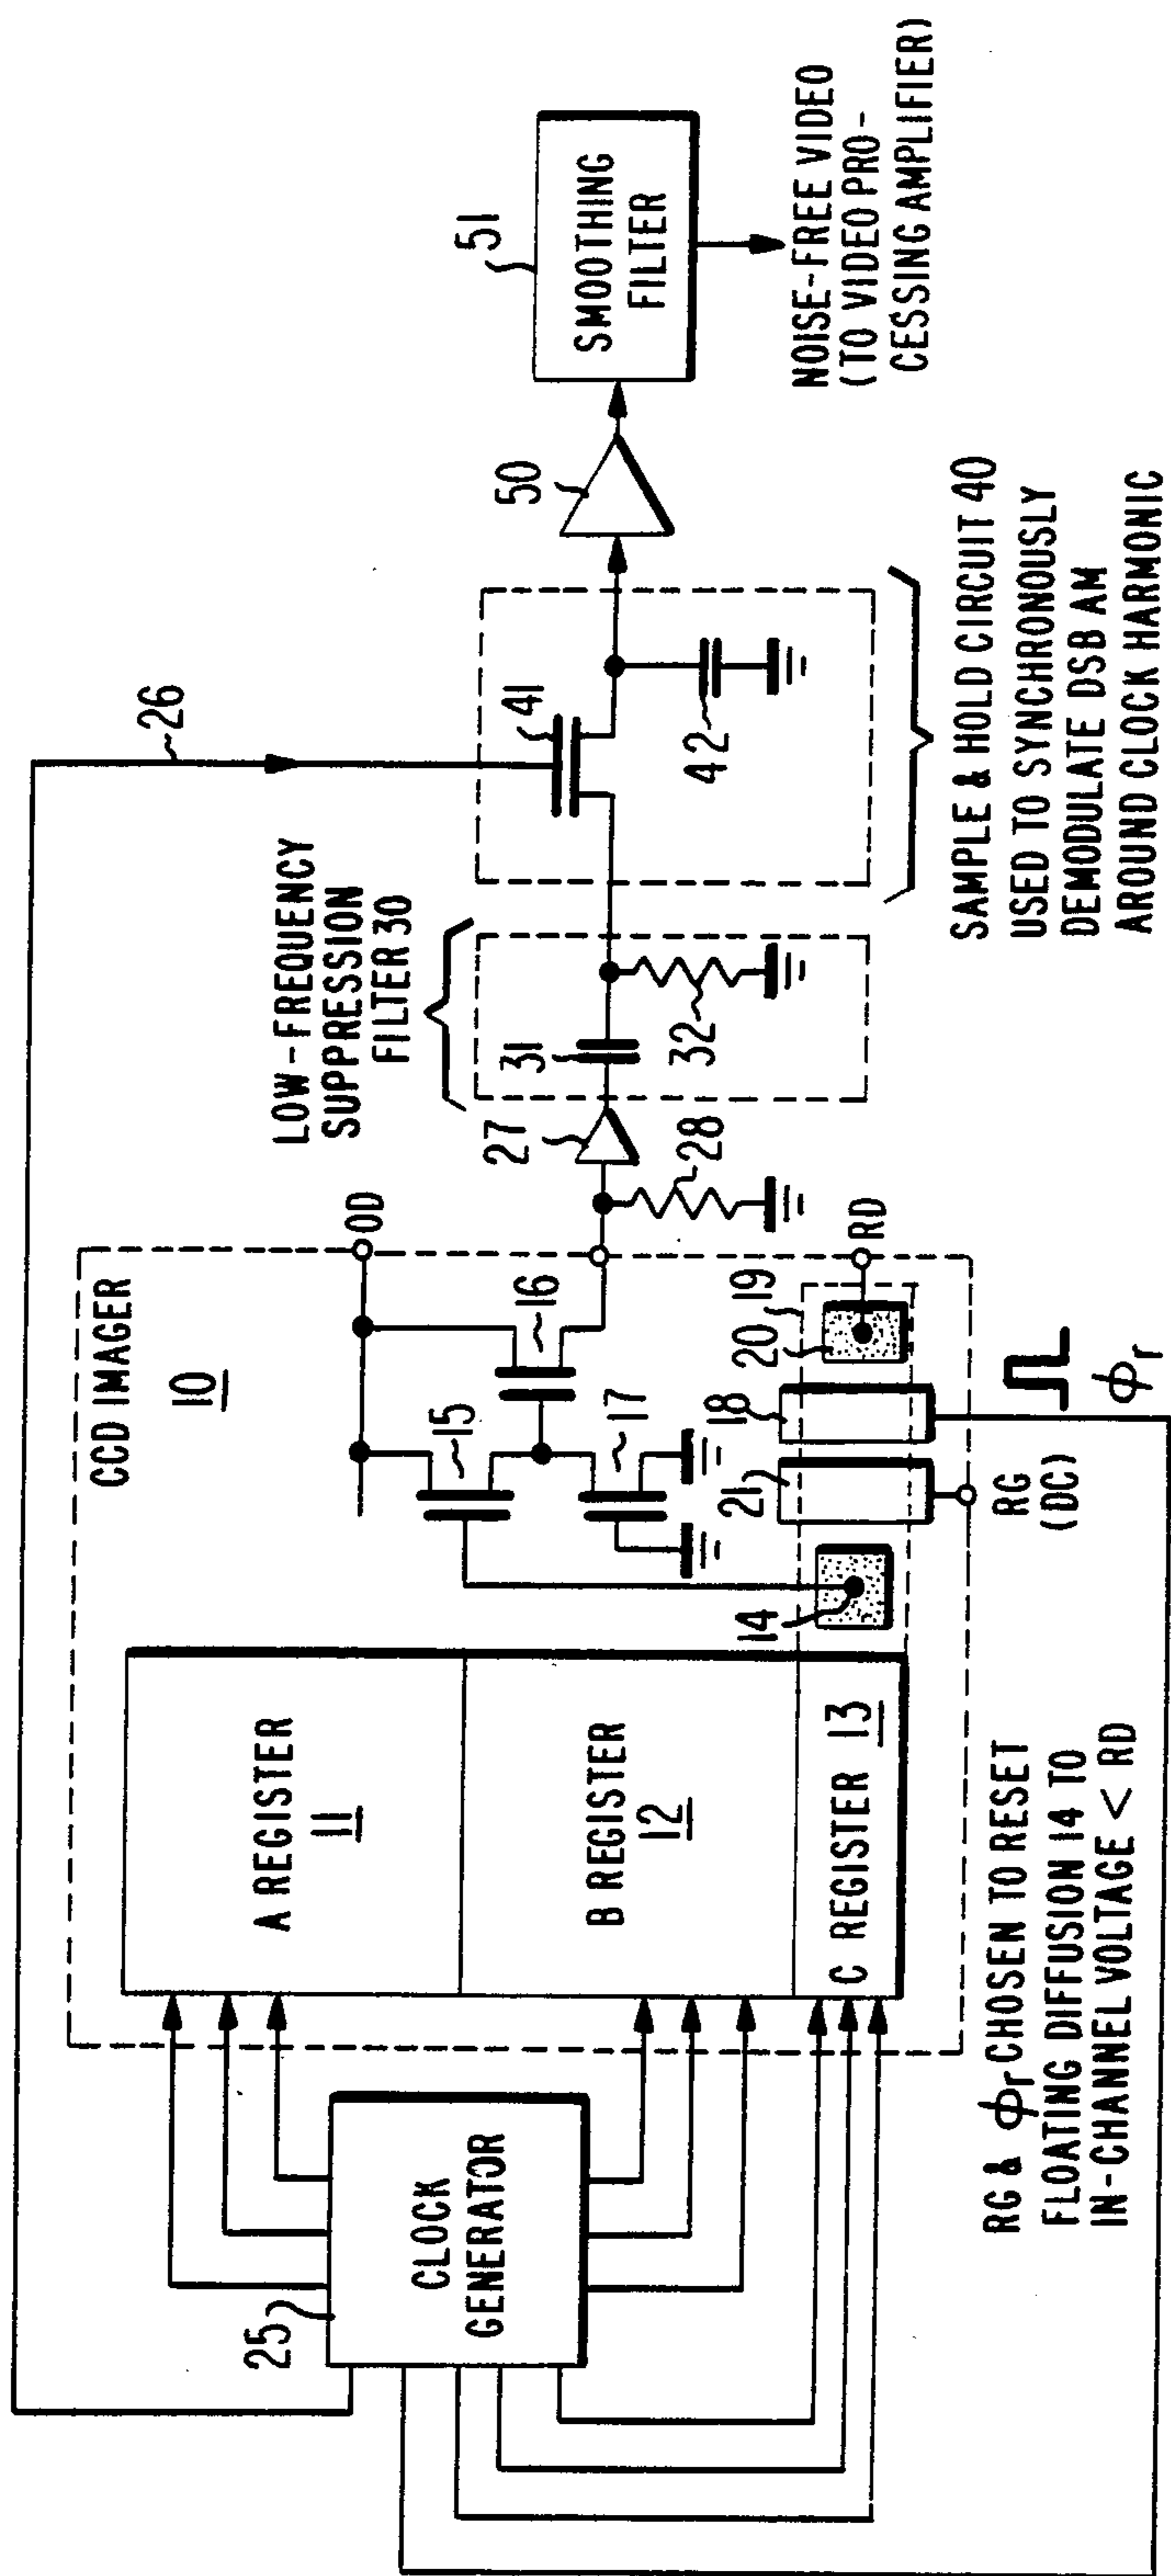 CCD IMAGER
10
A REGISTER
11
B REGISTER
12
C REGISTER 13
CLOCK
GENERATOR
25
14
15
16
17
18
19
20
21
OD
RD
RG
(DC)
ϕr
RG & ϕr CHOSEN TO RESET
FLOATING DIFFUSION 14 TO
IN-CHANNEL VOLTAGE < RD
26
27
28
LOW-FREQUENCY
SUPPRESSION
FILTER 30
31
32
41
42
SAMPLE & HOLD CIRCUIT 40
USED TO SYNCHRONOUSLY
DEMODULATE DSB AM
AROUND CLOCK HARMONIC
50
51
SMOOTHING
FILTER
NOISE-FREE VIDEO
(TO VIDEO PRO-
CESSING AMPLIFIER)